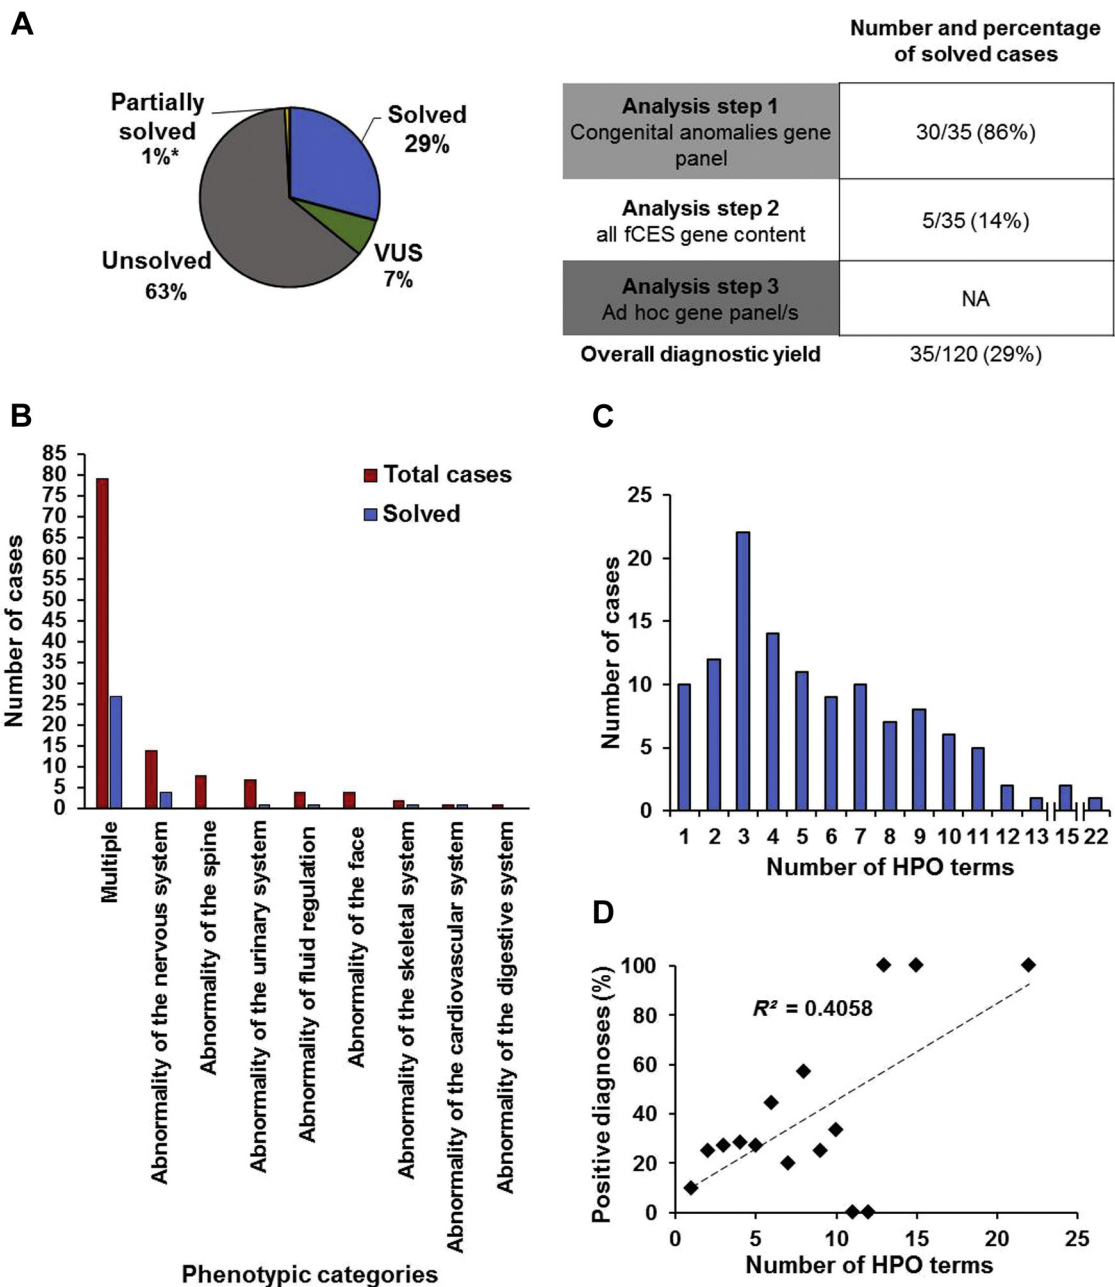 A
Partially
solved
1%*
Solved
29%
Unsolved
63%
VUS
7%
Number and percentage
of solved cases
Analysis step 1
Congenital anomalies gene
panel
30/35 (86%)
Analysis step 2
all fCES gene content
5/35 (14%)
Analysis step 3
Ad hoc gene panel/s
NA
Overall diagnostic yield
35/120 (29%)
B
Number of cases
85
80
75
70
65
60
55
50
45
40
35
30
25
20
15
10
5
0
Total cases
Solved
Multiple
Abnormality of the nervous system
Abnormality of the spine
Abnormality of the urinary system
Abnormality of fluid regulation
Abnormality of the face
Abnormality of the skeletal system
Abnormality of the cardiovascular system
Abnormality of the digestive system
Phenotypic categories
C
Number of cases
25
20
15
10
5
0
1 2 3 4 5 6 7 8 9 10 11 12 13 15 22
Number of HPO terms
D
Positive diagnoses (%)
100
80
60
40
20
0
R² = 0.4058
0 5 10 15 20 25
Number of HPO terms